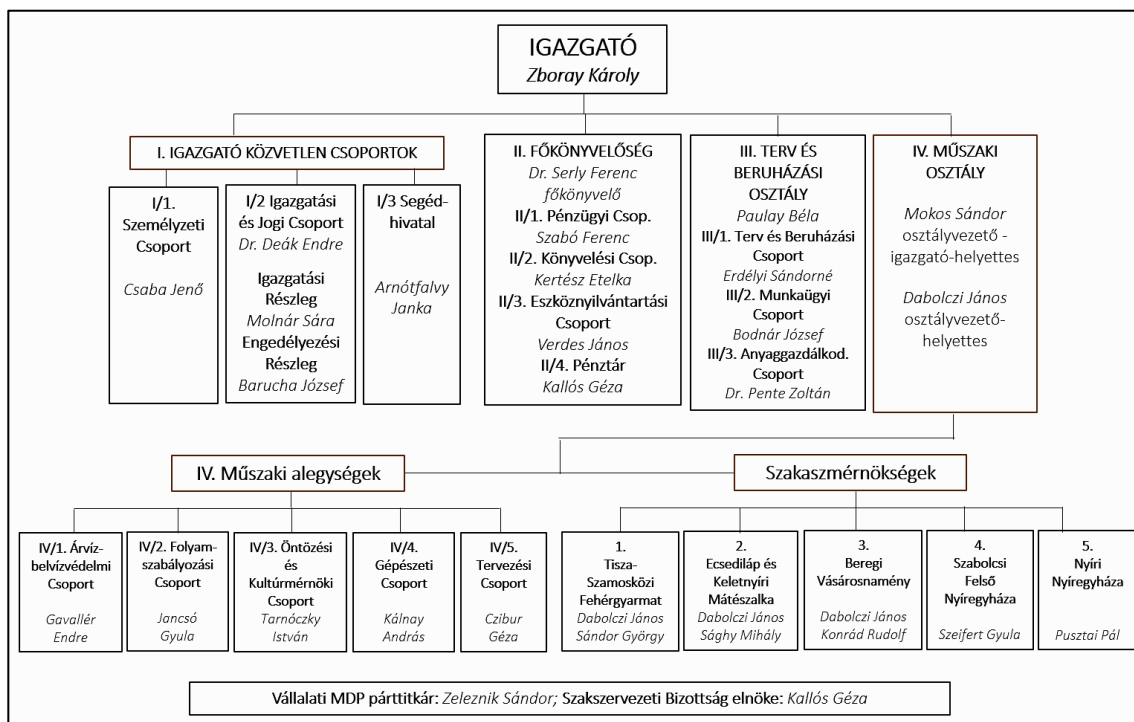 IGAZGATÓ
Zboray Károly
I. IGAZGATÓ KÖZVETLEN CSOPORTOK
I/1.
Személyzeti
Csoport
Csaba Jenő
I/2 Igazgatási
és Jogi Csoport
Dr. Deák Endre
Igazgatási
Részleg
Molnár Sára
Engedélyezési
Részleg
Barucha József
I/3 Segéd-
hivatal
Arnótfalvy
Janka
II. FŐKÖNYVELŐSÉG
Dr. Serly Ferenc
főkönyvelő
II/1. Pénzügyi Csop.
Szabó Ferenc
II/2. Könyvelési Csop.
Kertész Etelka
II/3. Eszköznyilvántartási
Csoport
Verdes János
II/4. Pénztár
Kallós Géza
III. TERV ÉS
BERUHÁZÁSI
OSZTÁLY
Paulay Béla
III/1. Terv és Beruházási
Csoport
Erdélyi Sándorné
III/2. Munkaügyi
Csoport
Bodnár József
III/3. Anyaggazdálkod.
Csoport
Dr. Pente Zoltán
IV. MŰSZAKI
OSZTÁLY
Mokos Sándor
osztályvezető -
igazgató-helyettes
Dabolczi János
osztályvezető-
helyettes
IV. Műszaki alegységek
Szakaszmérnökségek
IV/1. Árvíz-
belvízvédelmi
Csoport
Gavallér
Endre
IV/2. Folyam-
szabályozási
Csoport
Jancsó
Gyula
IV/3. Öntözési
és
Kultúrmérnöki
Csoport
Tarnóczky
István
IV/4.
Gépészeti
Csoport
Kálnay
András
IV/5.
Tervezési
Csoport
Czibur
Géza
1.
Tisza-
Szamosközi
Fehérgyarmat
Dabolczi János
Sándor György
2.
Ecsediláp és
Keletnyíri
Mátészalka
Dabolczi János
Sághy Mihály
3.
Beregi
Vásárosnamény
Dabolczi János
Konrád Rudolf
4.
Szabolcsi
Felső
Nyíregyháza
Szeifert Gyula
5.
Nyíri
Nyíregyháza
Pusztai Pál
Vállalati MDP párttitkár: Zeleznik Sándor; Szakszervezeti Bizottság elnöke: Kallós Géza